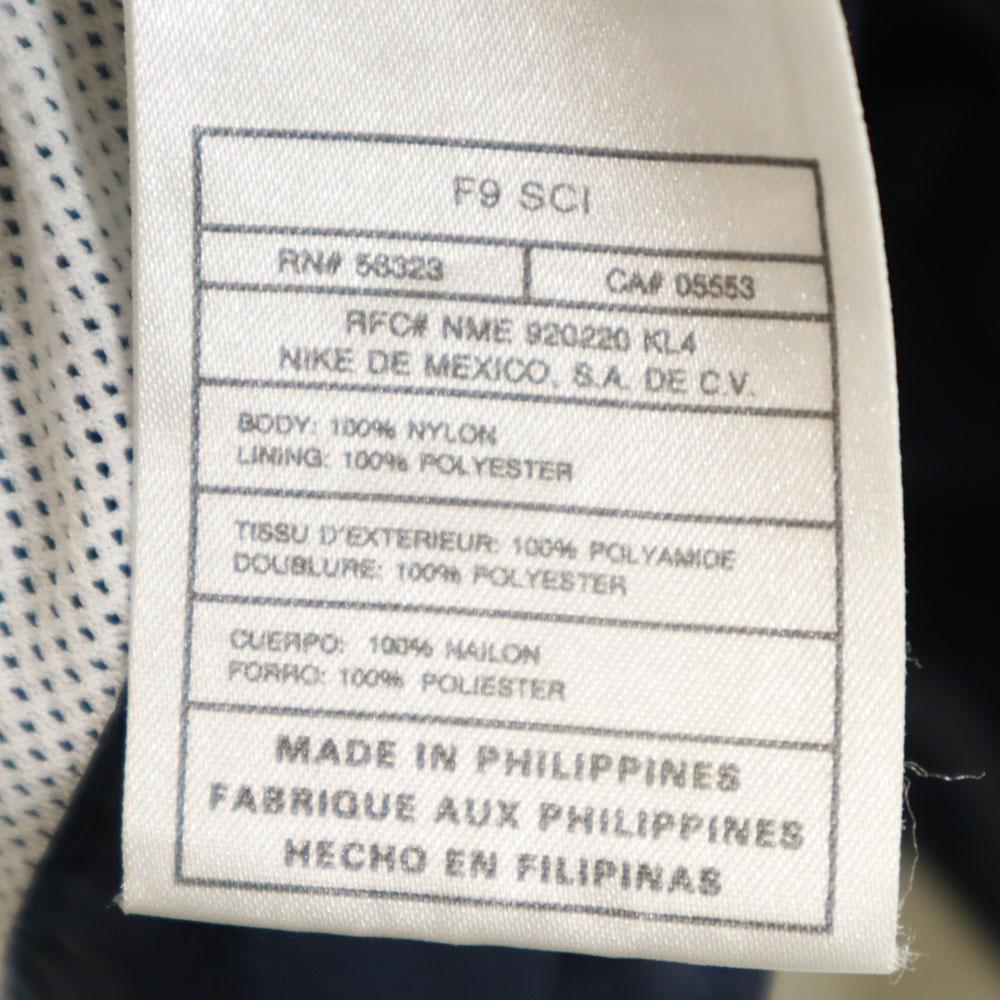 F9 SCI
RN# 56323
CA# 05553
RFC# NME 920220 KL4
NIKE DE MEXICO, S.A. DE C.V.
BODY: 100% NYLON
LINING: 100% POLYESTER
TISSU D'EXTERIEUR: 100% POLYAMIDE
DOUBLURE: 100% POLYESTER
CUERPO: 100% NAILON
FORRO: 100% POLIESTER
MADE IN PHILIPPINES
FABRIQUE AUX PHILIPPINES
HECHO EN FILIPINAS